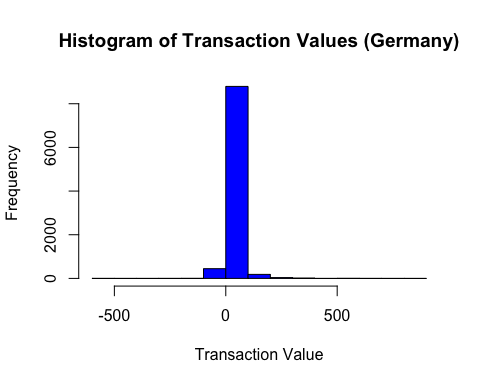 Histogram of Transaction Values (Germany)
Frequency
6000
2000
0
-500 0 500
Transaction Value